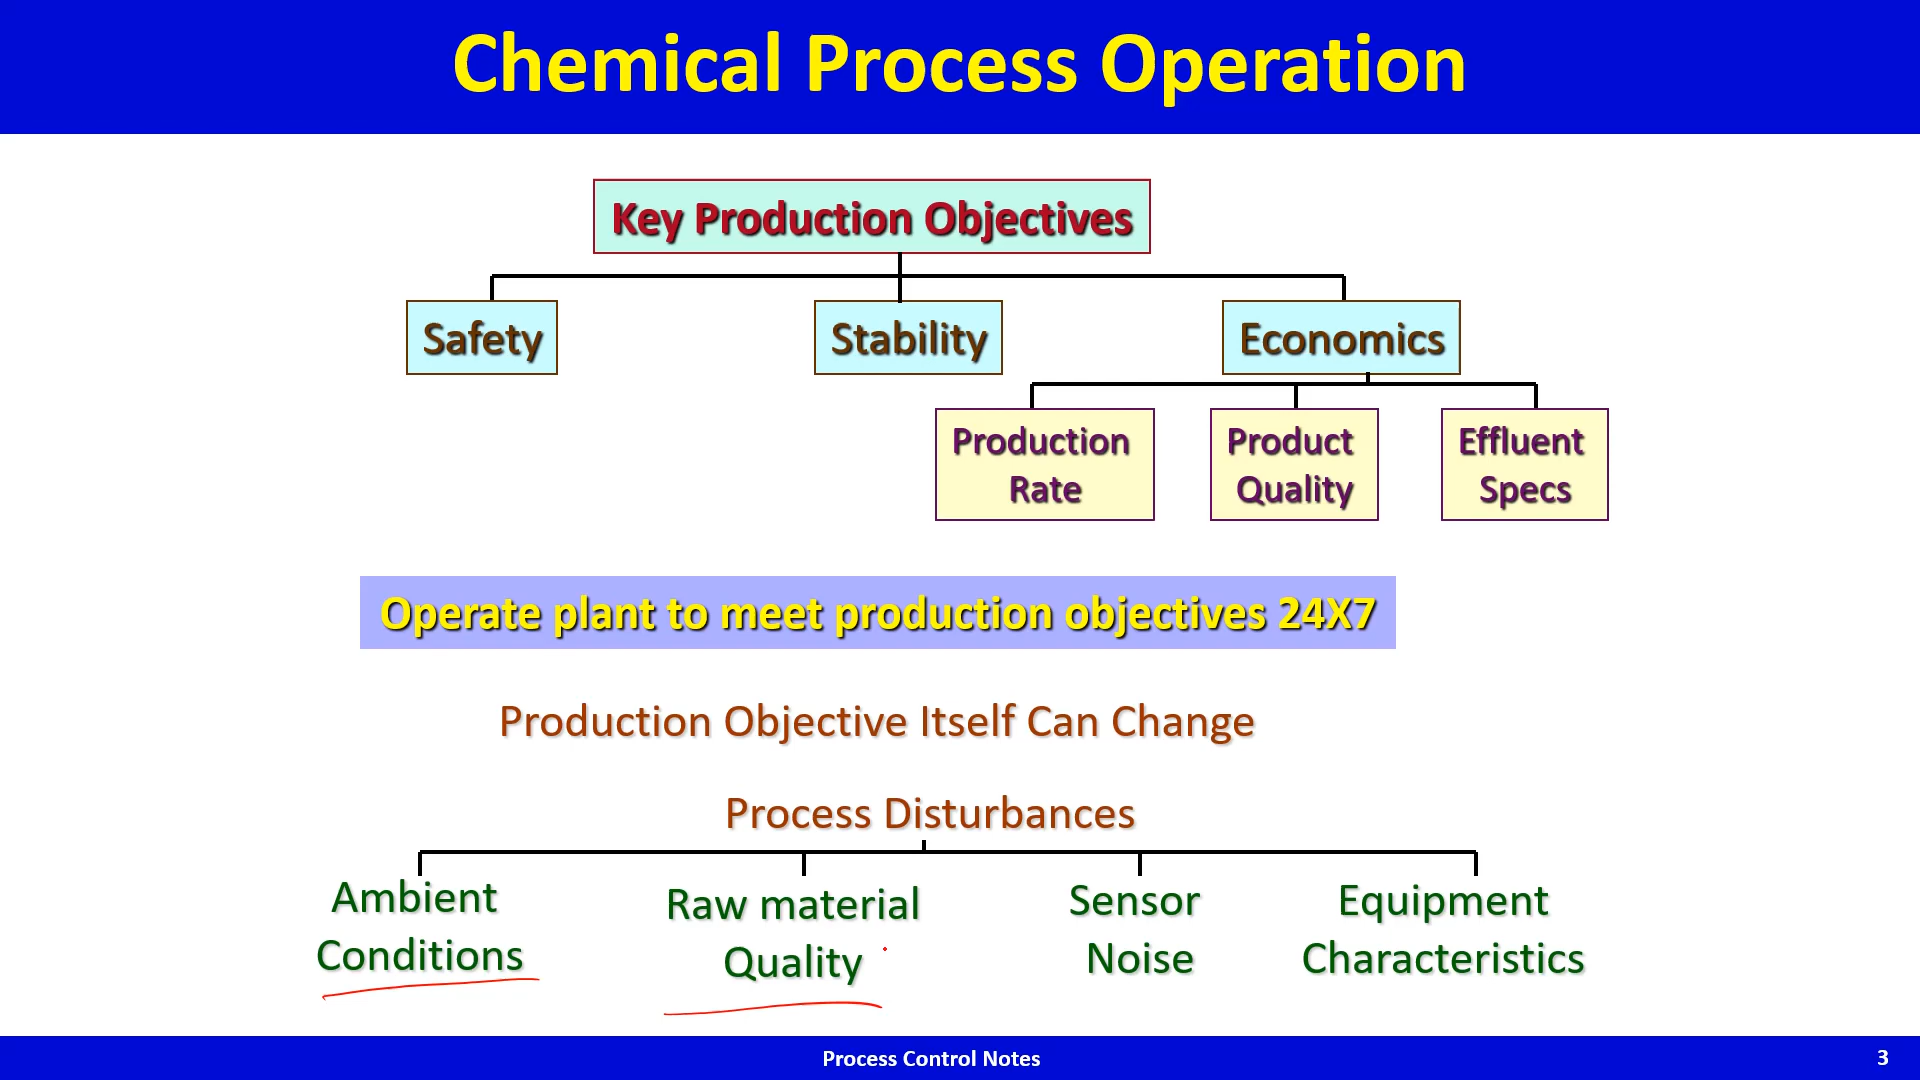 Chemical Process Operation
Key Production Objectives
Safety
Stability
Economics
Production
Rate
Product
Quality
Effluent
Specs
Operate plant to meet production objectives 24X7
Production Objective Itself Can Change
Process Disturbances
Ambient
Conditions
Raw material
Quality
Sensor
Noise
Equipment
Characteristics
Process Control Notes
3